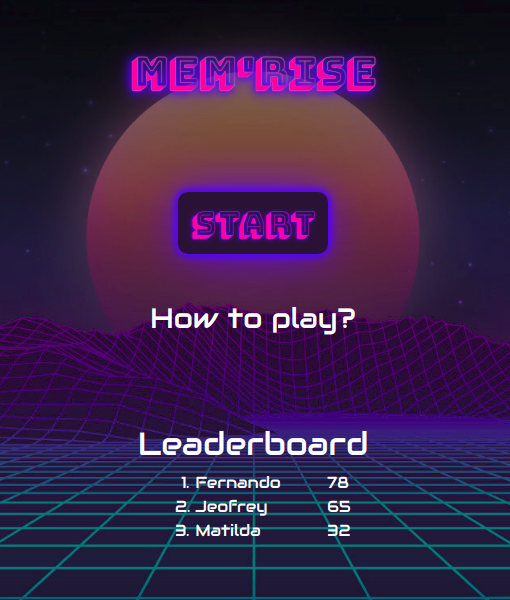 MEM'RISE
START
How to play?
Leaderboard
1. Fernando 78
2. Jeofrey 65
3. Matilda 32